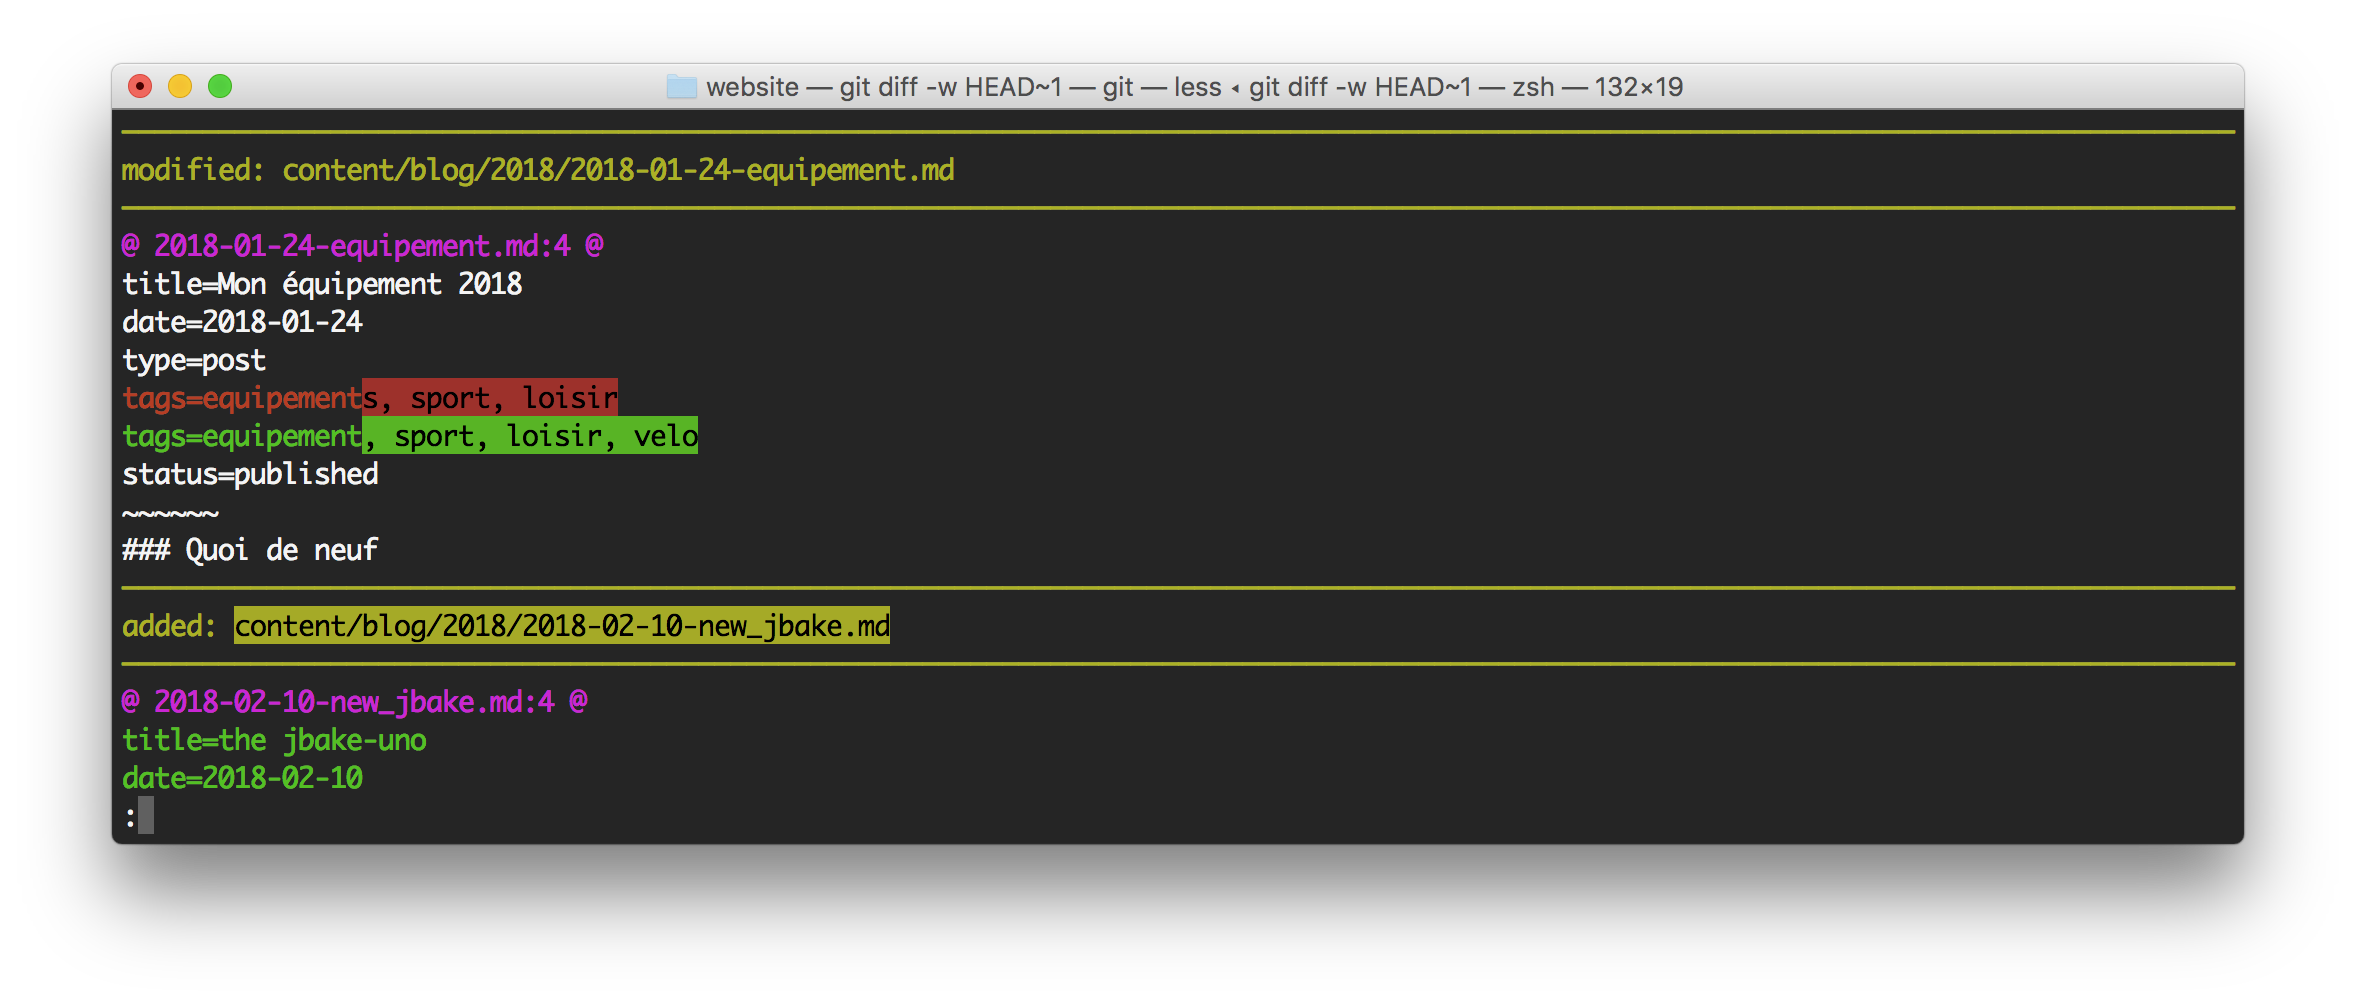 website — git diff -w HEAD~1 — git — less ◂ git diff -w HEAD~1 — zsh — 132×19
modified: content/blog/2018/2018-01-24-equipement.md
@ 2018-01-24-equipement.md:4 @
title=Mon équipement 2018
date=2018-01-24
type=post
tags=equipements, sport, loisir
tags=equipement, sport, loisir, velo
status=published
~~~~~~
### Quoi de neuf
added: content/blog/2018/2018-02-10-new_jbake.md
@ 2018-02-10-new_jbake.md:4 @
title=the jbake-uno
date=2018-02-10
: